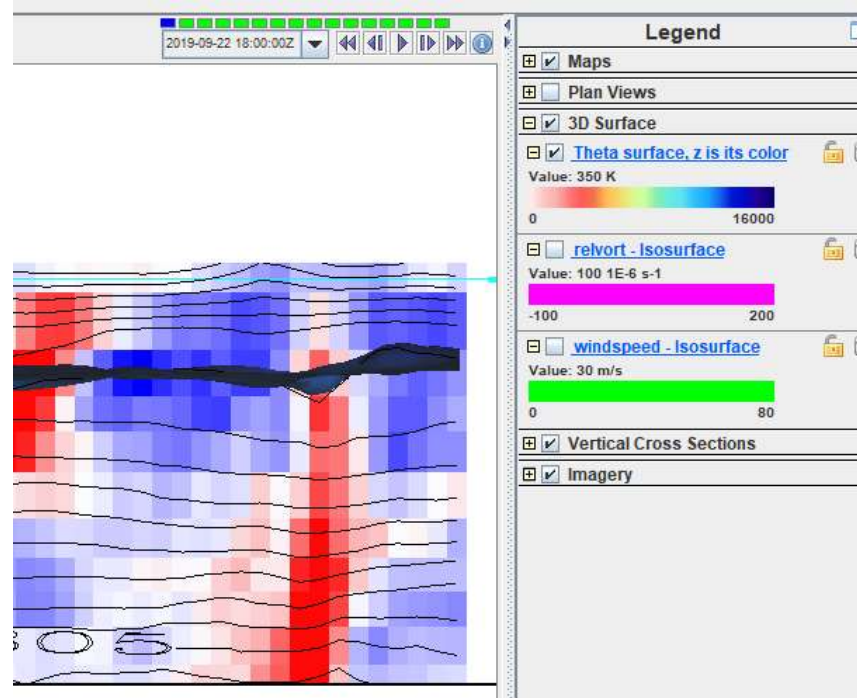 2019-09-22 18:00:00Z
Legend
Maps
Plan Views
3D Surface
Theta surface, z is its color
Value: 350 K
0 16000
relvort - Isosurface
Value: 100 1E-6 s-1
-100 200
windspeed - Isosurface
Value: 30 m/s
0 80
Vertical Cross Sections
Imagery
305